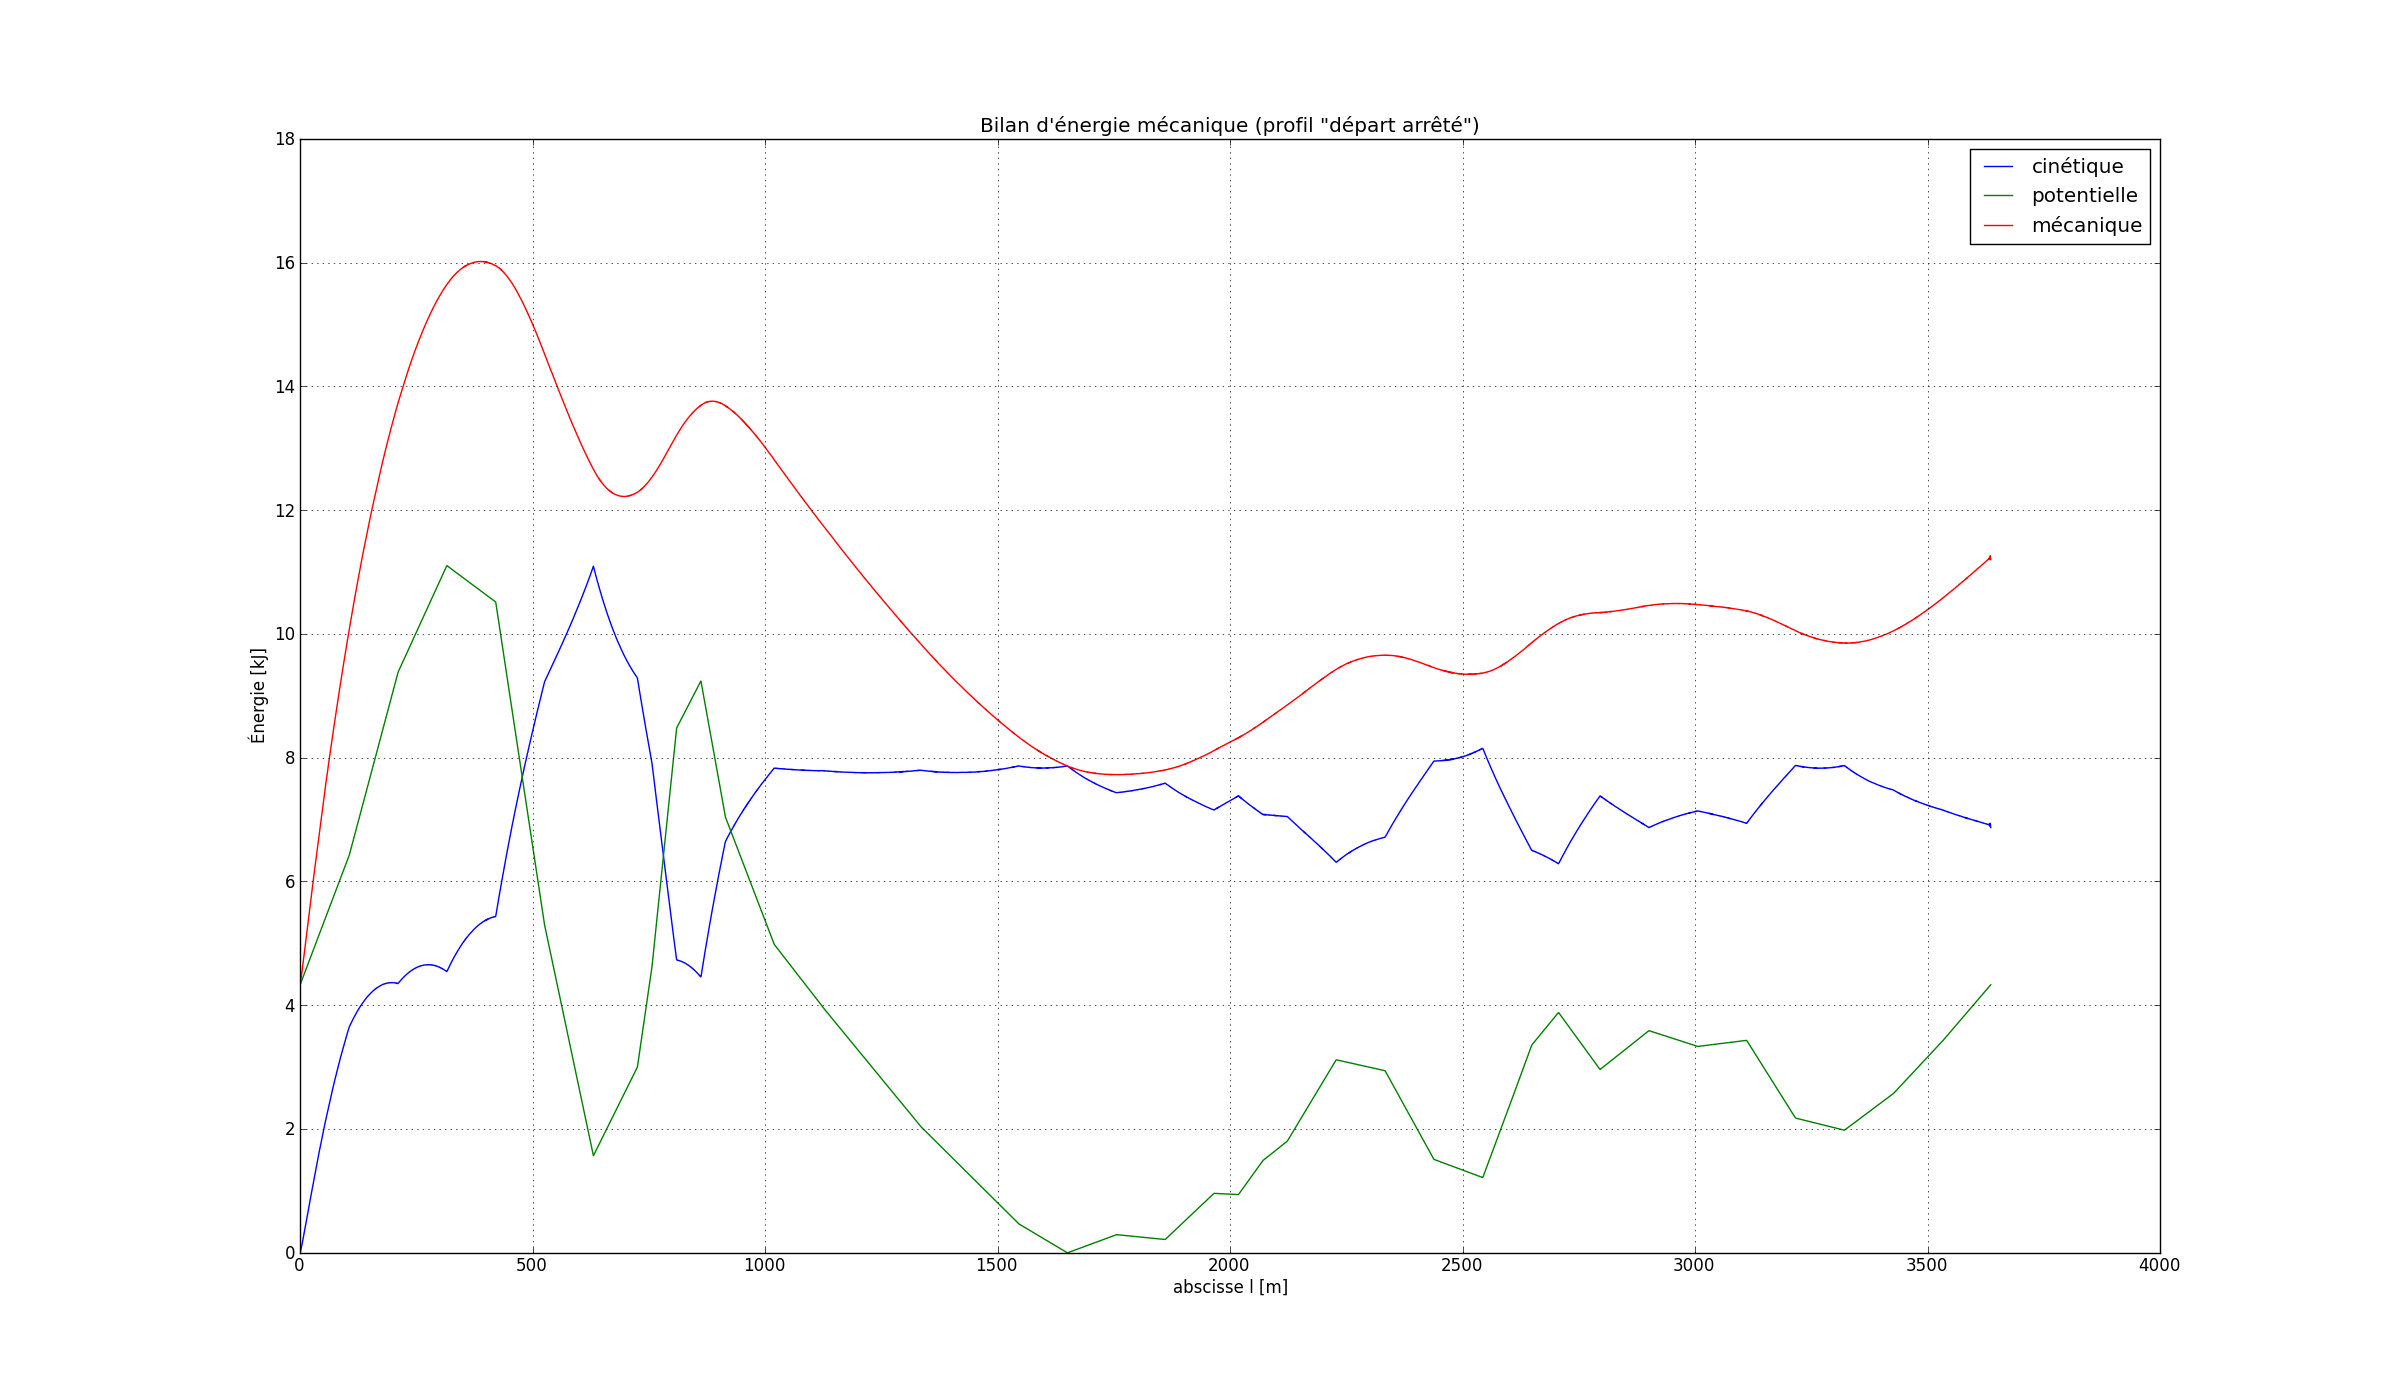 Bilan d'énergie mécanique (profil "départ arrêté")
18
16
14
12
10
8
6
4
2
0
Énergie [kJ]
cinétique
potentielle
mécanique
0 500 1000 1500 2000 2500 3000 3500 4000
abscisse l [m]